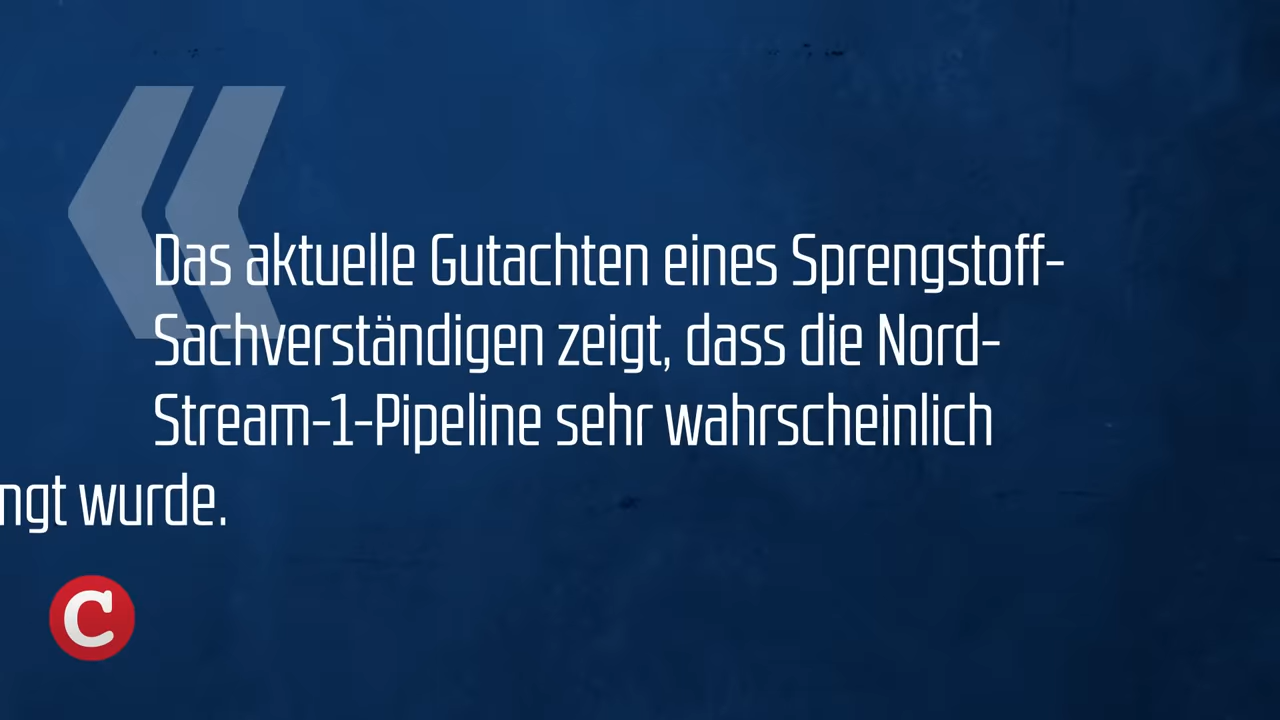 Das aktuelle Gutachten eines Sprengstoff-
Sachverständigen zeigt, dass die Nord-
Stream-1-Pipeline sehr wahrscheinlich
ngt wurde.
C